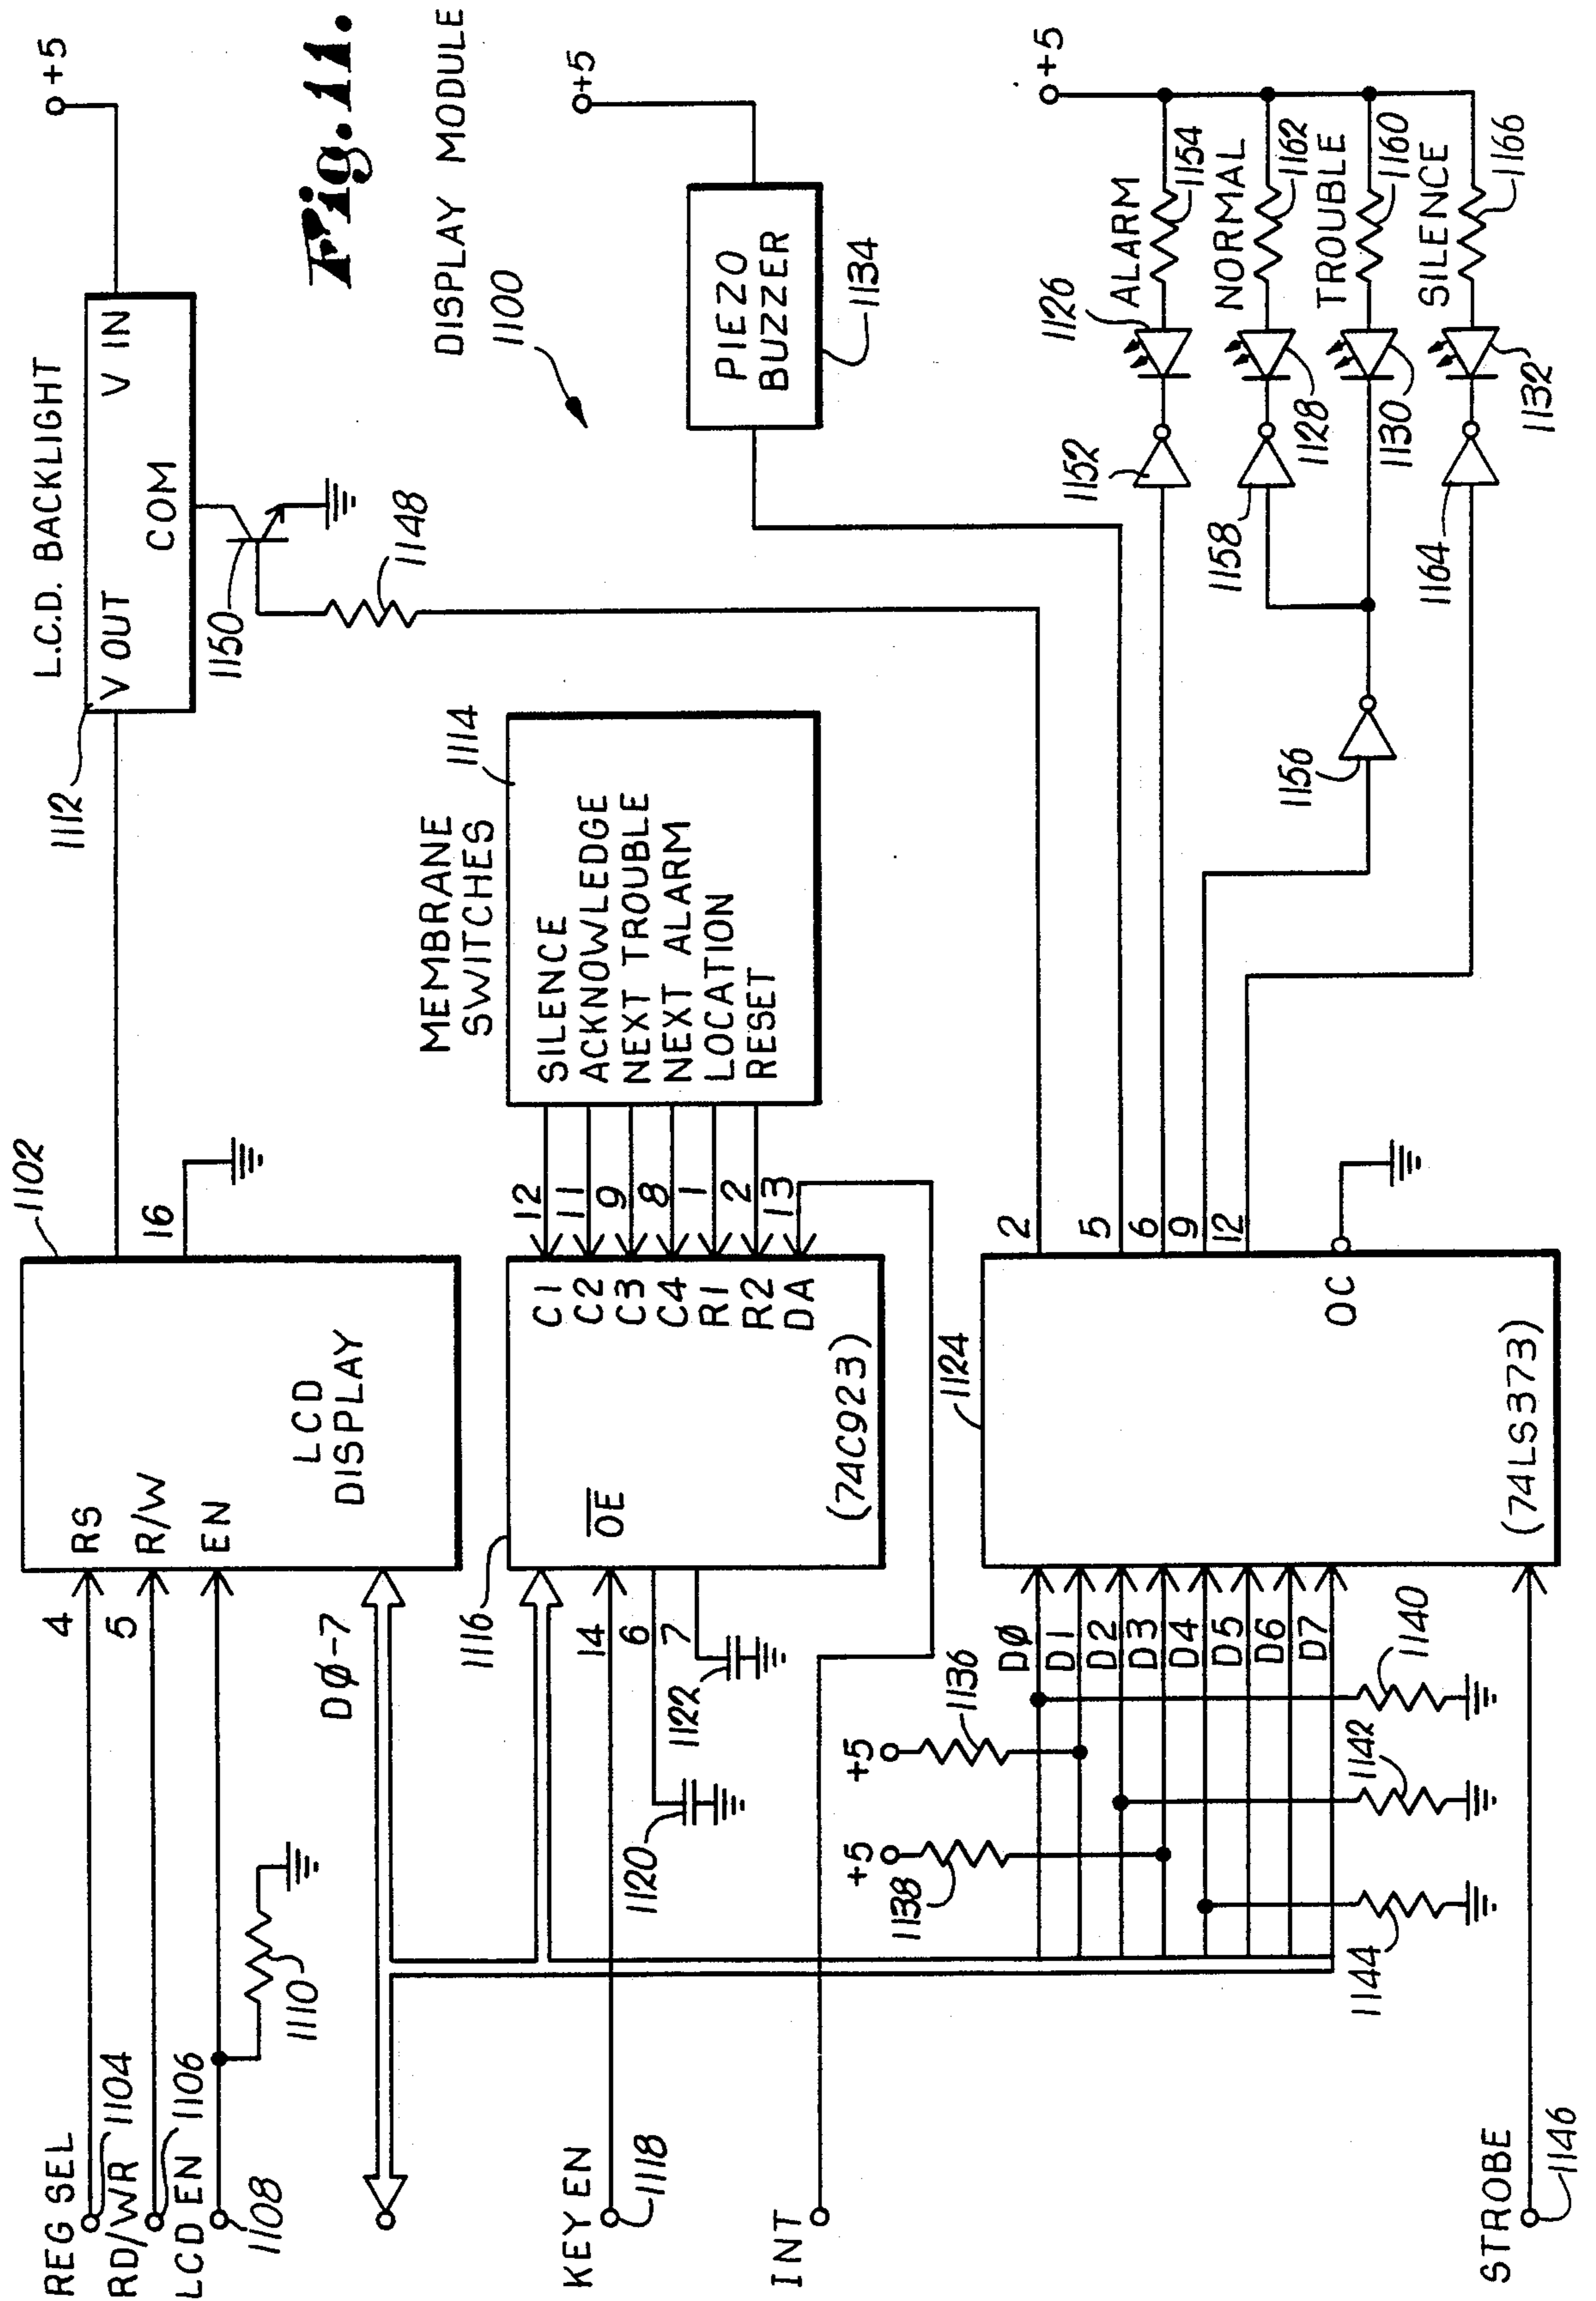 Fig. 11.
DISPLAY MODULE
1100
L.C.D. BACKLIGHT
V OUT
V IN
COM
+5
1112
1150
1148
1102
16
REG SEL
1104
4
RS
RD/WR
1106
5
R/W
LCD EN
1108
EN
1110
LCD
DISPLAY
DØ-7
MEMBRANE
SWITCHES
1114
SILENCE
ACKNOWLEDGE
NEXT TROUBLE
NEXT ALARM
LOCATION
RESET
12
11
9
8
1
2
13
C1
C2
C3
C4
R1
R2
DA
1116
OE
(74C923)
KEY EN
1118
14
6
7
1120
1122
INT
PIEZO
BUZZER
1134
+5
1124
+5
1136
+5
1138
DØ
D1
D2
D3
D4
D5
D6
D7
1140
1142
1144
2
5
6
9
12
OC
(74LS373)
STROBE
1146
+5
1152
1126
ALARM
1154
1158
1128
NORMAL
1162
1156
1130
TROUBLE
1160
1164
1132
SILENCE
1166